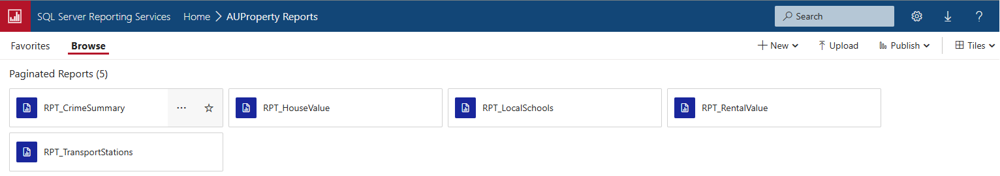 SQL Server Reporting Services Home > AUProperty Reports Search ?
Favorites Browse + New Upload Publish Tiles
Paginated Reports (5)
RPT_CrimeSummary ... RPT_HouseValue RPT_LocalSchools RPT_RentalValue
RPT_TransportStations